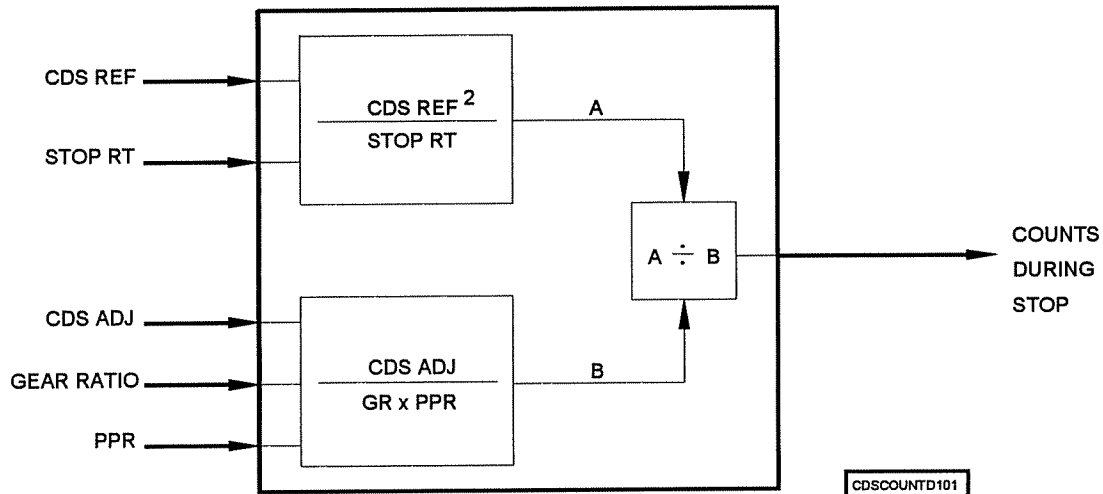 CDS REF
STOP RT
CDS REF 2
STOP RT
A
A ÷ B
COUNTS
DURING
STOP
CDS ADJ
GEAR RATIO
PPR
CDS ADJ
GR x PPR
B
CDSCOUNTD101